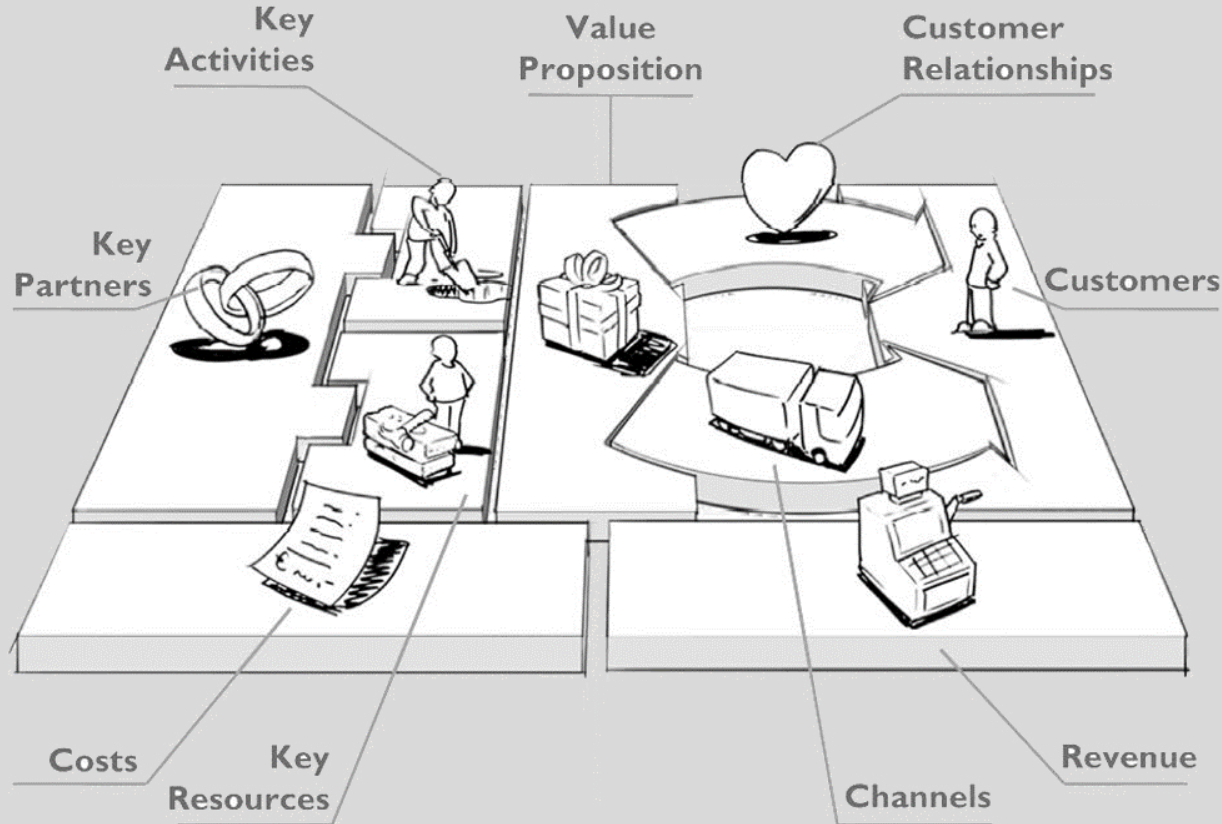 Key
Activities
Value
Proposition
Customer
Relationships
Key
Partners
Customers
Costs
Key
Resources
Channels
Revenue